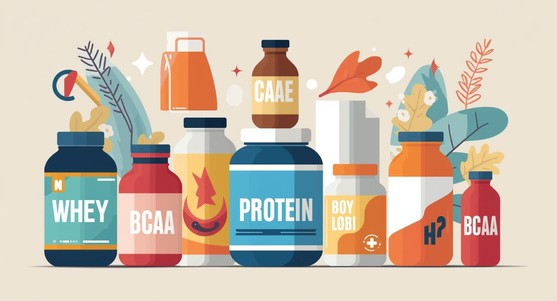 CAAE
N
WHEY
BCAA
PROTEIN
BOY
LOBI
H?
BCAA